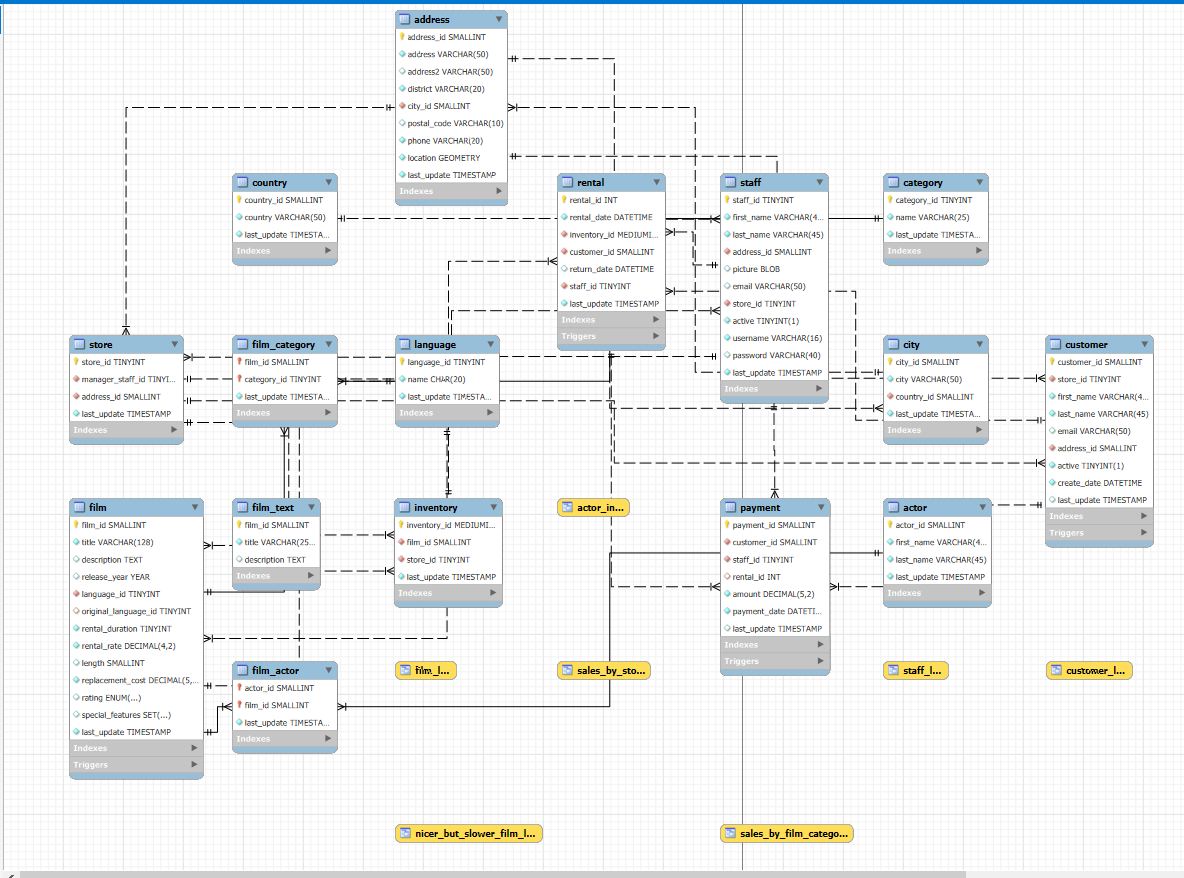 address
address_id SMALLINT
address VARCHAR(50)
address2 VARCHAR(50)
district VARCHAR(20)
city_id SMALLINT
postal_code VARCHAR(10)
phone VARCHAR(20)
location GEOMETRY
last_update TIMESTAMP
Indexes
country
country_id SMALLINT
country VARCHAR(50)
last_update TIMESTA...
Indexes
rental
rental_id INT
rental_date DATETIME
inventory_id MEDIUMI...
customer_id SMALLINT
return_date DATETIME
staff_id TINYINT
last_update TIMESTAMP
Indexes
Triggers
staff
staff_id TINYINT
first_name VARCHAR(4...
last_name VARCHAR(45)
address_id SMALLINT
picture BLOB
email VARCHAR(50)
store_id TINYINT
active TINYINT(1)
username VARCHAR(16)
password VARCHAR(40)
last_update TIMESTAMP
Indexes
category
category_id TINYINT
name VARCHAR(25)
last_update TIMESTA...
Indexes
store
store_id TINYINT
manager_staff_id TINYI...
address_id SMALLINT
last_update TIMESTAMP
Indexes
film_category
film_id SMALLINT
category_id TINYINT
last_update TIMESTA...
Indexes
language
language_id TINYINT
name CHAR(20)
last_update TIMESTA...
Indexes
city
city_id SMALLINT
city VARCHAR(50)
country_id SMALLINT
last_update TIMESTA...
Indexes
customer
customer_id SMALLINT
store_id TINYINT
first_name VARCHAR(4...
last_name VARCHAR(45)
email VARCHAR(50)
address_id SMALLINT
active TINYINT(1)
create_date DATETIME
last_update TIMESTAMP
Indexes
Triggers
film
film_id SMALLINT
title VARCHAR(128)
description TEXT
release_year YEAR
language_id TINYINT
original_language_id TINYINT
rental_duration TINYINT
rental_rate DECIMAL(4,2)
length SMALLINT
replacement_cost DECIMAL(5,...
rating ENUM(...)
special_features SET(...)
last_update TIMESTAMP
Indexes
Triggers
film_text
film_id SMALLINT
title VARCHAR(25...
description TEXT
Indexes
inventory
inventory_id MEDIUMI...
film_id SMALLINT
store_id TINYINT
last_update TIMESTAMP
Indexes
actor_in...
payment
payment_id SMALLINT
customer_id SMALLINT
staff_id TINYINT
rental_id INT
amount DECIMAL(5,2)
payment_date DATETI...
last_update TIMESTAMP
Indexes
Triggers
actor
actor_id SMALLINT
first_name VARCHAR(4...
last_name VARCHAR(45)
last_update TIMESTAMP
Indexes
film_actor
actor_id SMALLINT
film_id SMALLINT
last_update TIMESTA...
Indexes
film_l...
sales_by_sto...
staff_l...
customer_l...
nicer_but_slower_film_l...
sales_by_film_catego...